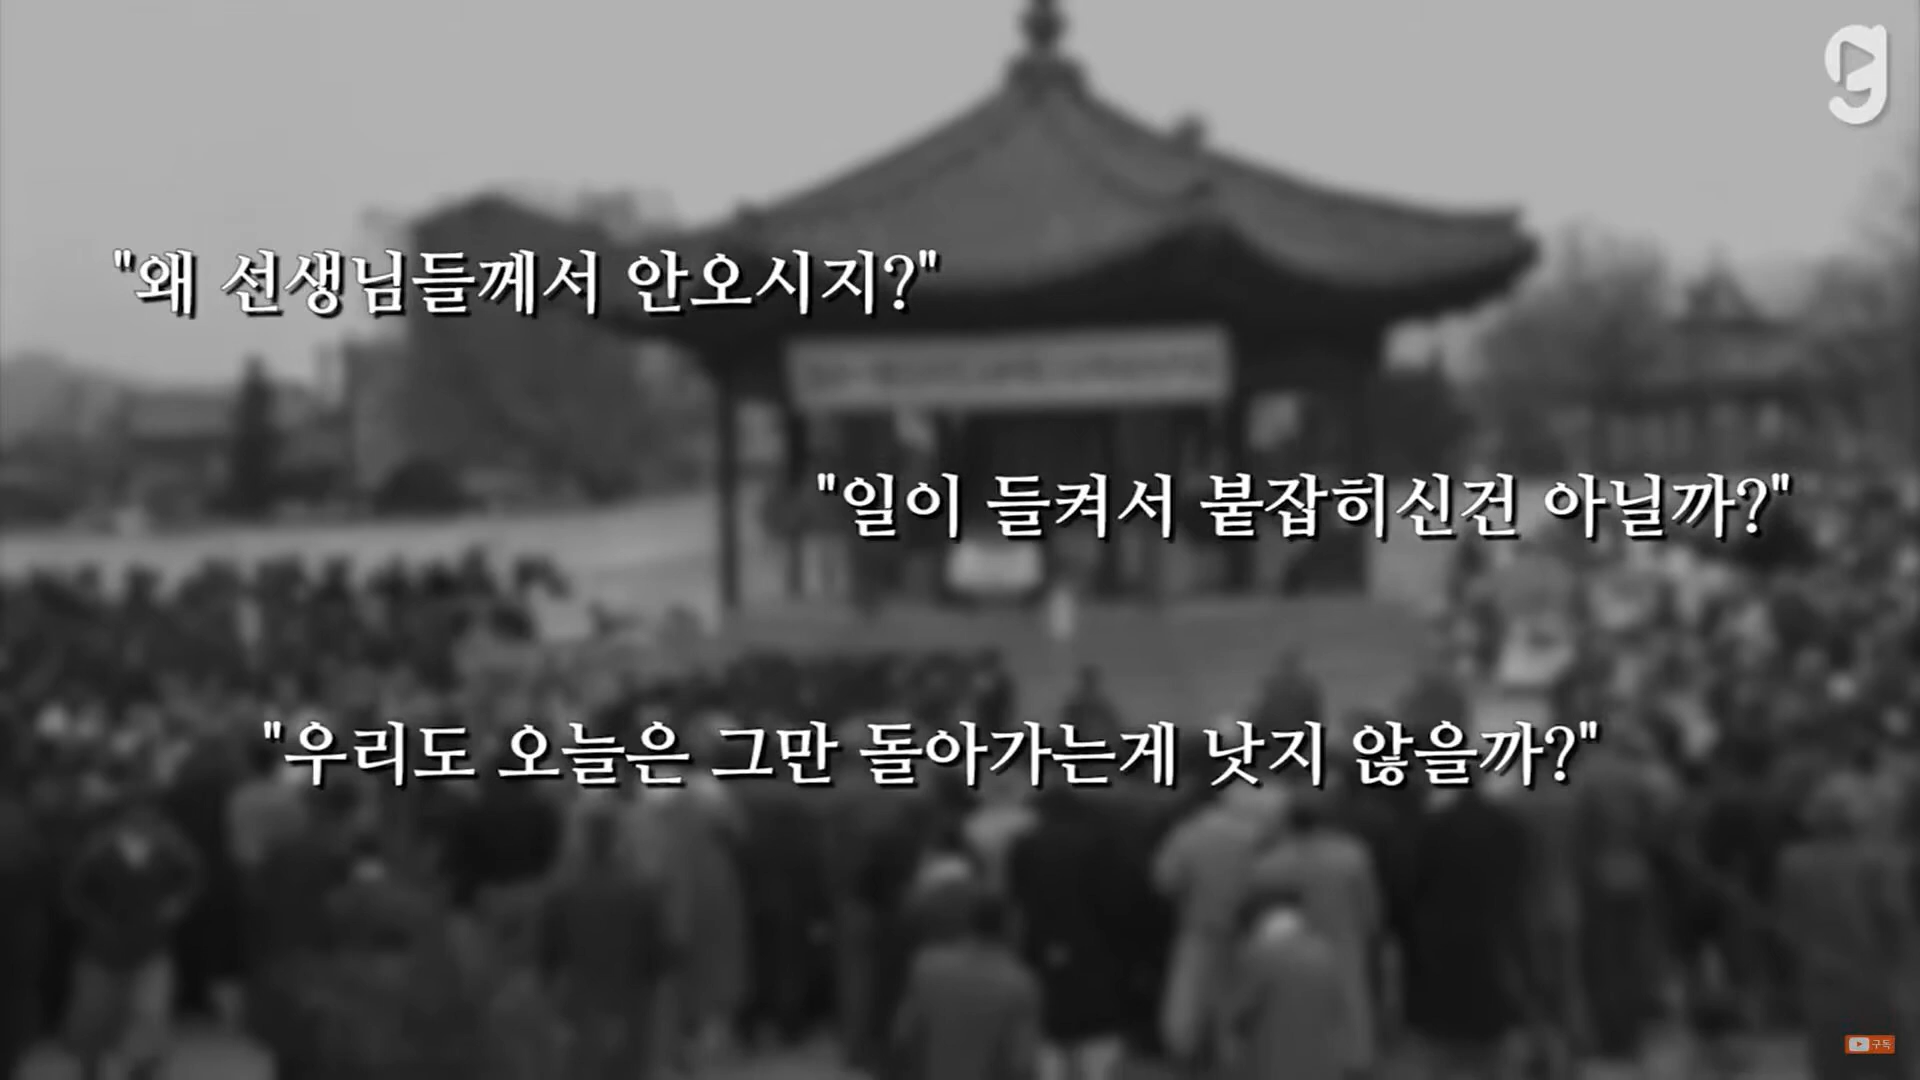 "왜 선생님들께서 안오시지?"
"일이 들켜서 붙잡히신건 아닐까?"
"우리도 오늘은 그만 돌아가는게 낫지 않을까?"
구독